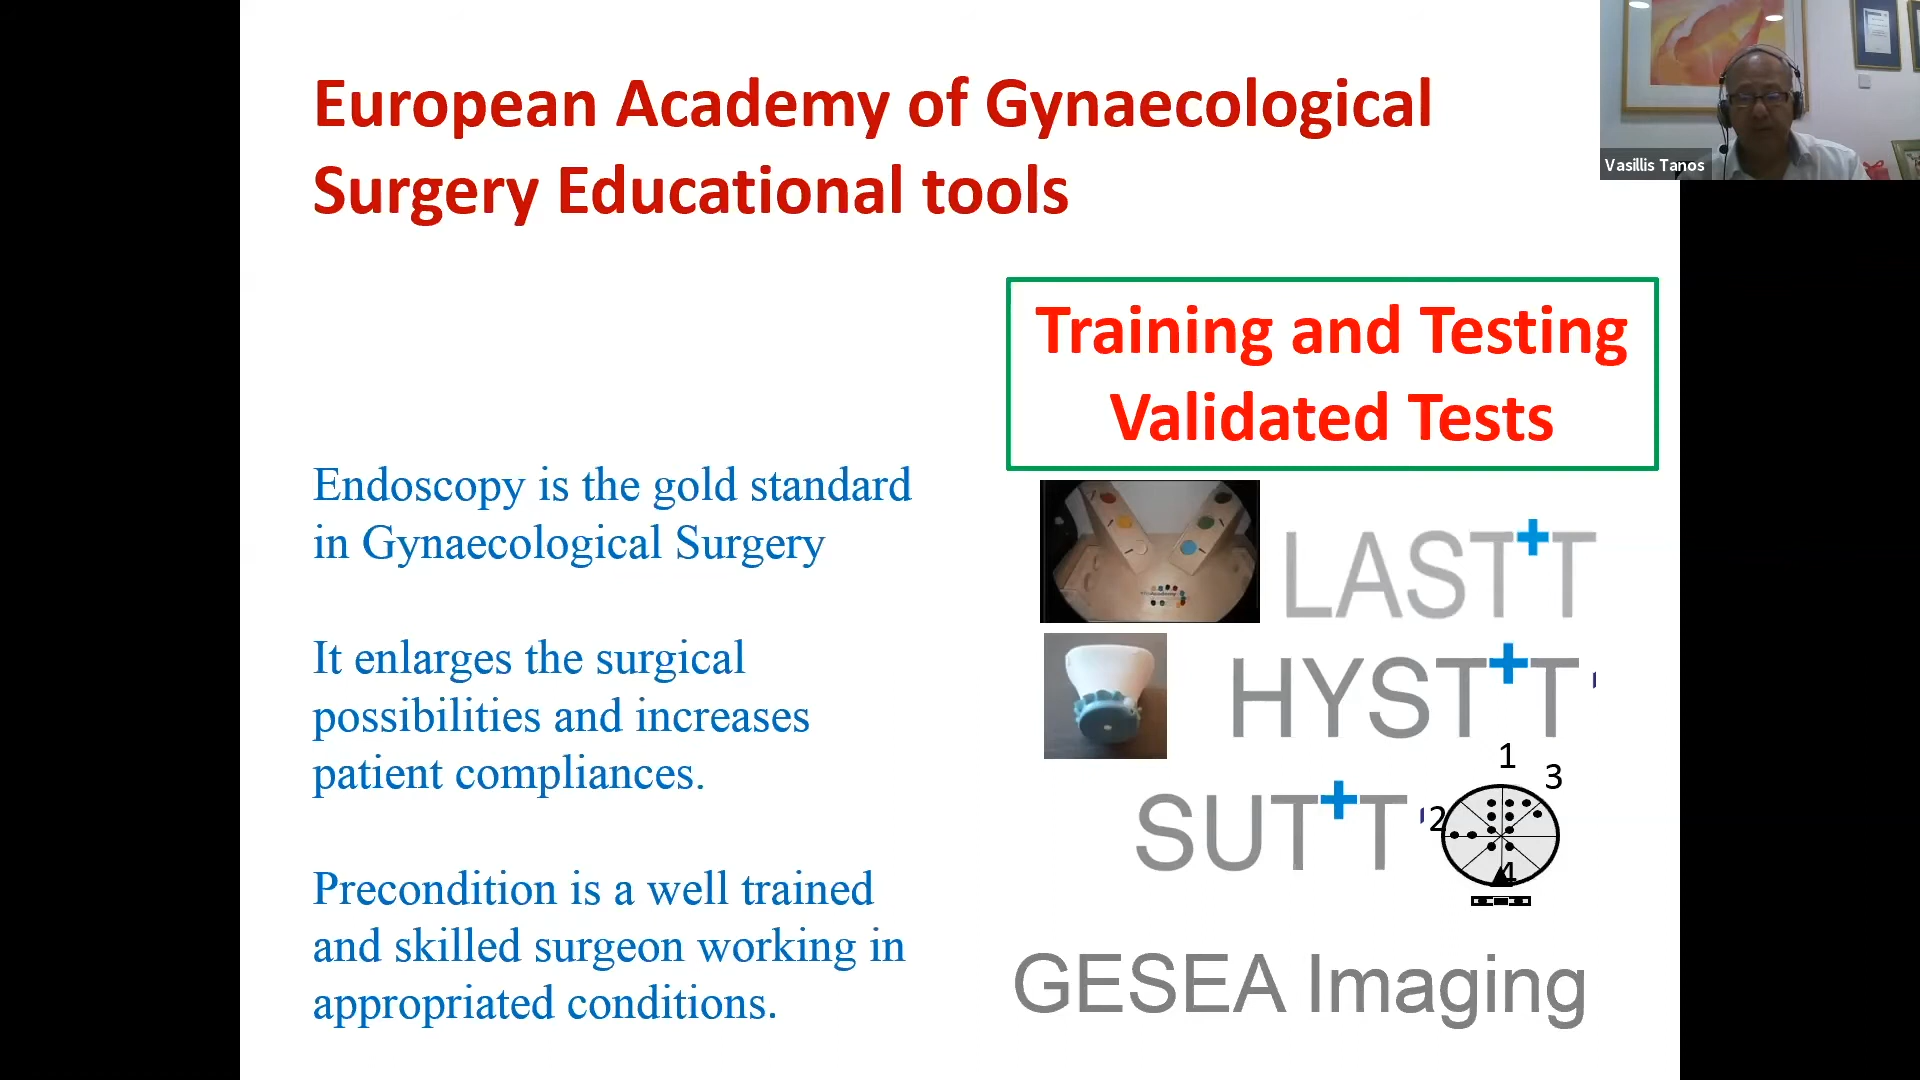 European Academy of Gynaecological
Surgery Educational tools
Vasillis Tanos
Training and Testing
Validated Tests
Endoscopy is the gold standard
in Gynaecological Surgery
It enlarges the surgical
possibilities and increases
patient compliances.
Precondition is a well trained
and skilled surgeon working in
appropriated conditions.
LAST+T
HYST+T
SUT+T
1
3
2
4
GESEA Imaging